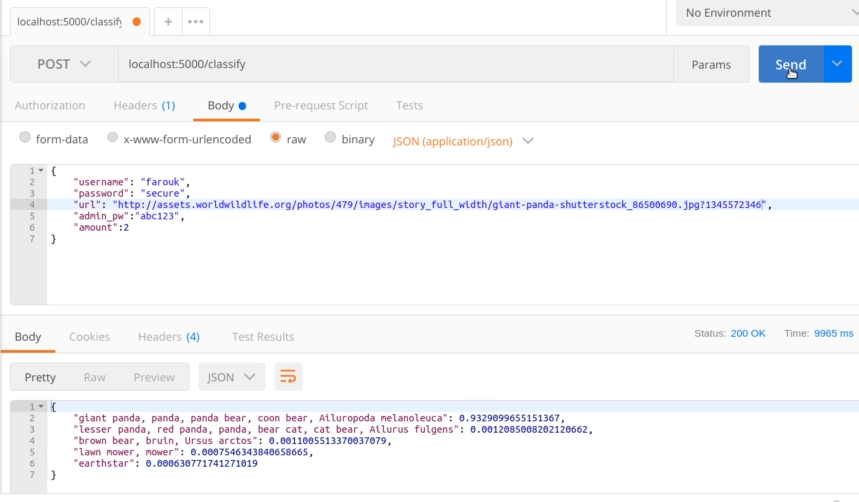 localhost:5000/classify
+
•••
No Environment
POST
localhost:5000/classify
Params
Send
Authorization
Headers (1)
Body
Pre-request Script
Tests
form-data
x-www-form-urlencoded
raw
binary
JSON (application/json)
1 {
2 "username": "farouk",
3 "password": "secure",
4 "url": "http://assets.worldwildlife.org/photos/479/images/story_full_width/giant-panda-shutterstock_86500690.jpg?1345572346",
5 "admin_pw":"abc123",
6 "amount":2
7 }
Body
Cookies
Headers (4)
Test Results
Status: 200 OK
Time: 9965 ms
Pretty
Raw
Preview
JSON
1 {
2 "giant panda, panda, panda bear, coon bear, Ailuropoda melanoleuca": 0.9329099655151367,
3 "lesser panda, red panda, panda, bear cat, cat bear, Ailurus fulgens": 0.0012085008202120662,
4 "brown bear, bruin, Ursus arctos": 0.0011005513370037079,
5 "lawn mower, mower": 0.0007546343840658665,
6 "earthstar": 0.000630771741271019
7 }